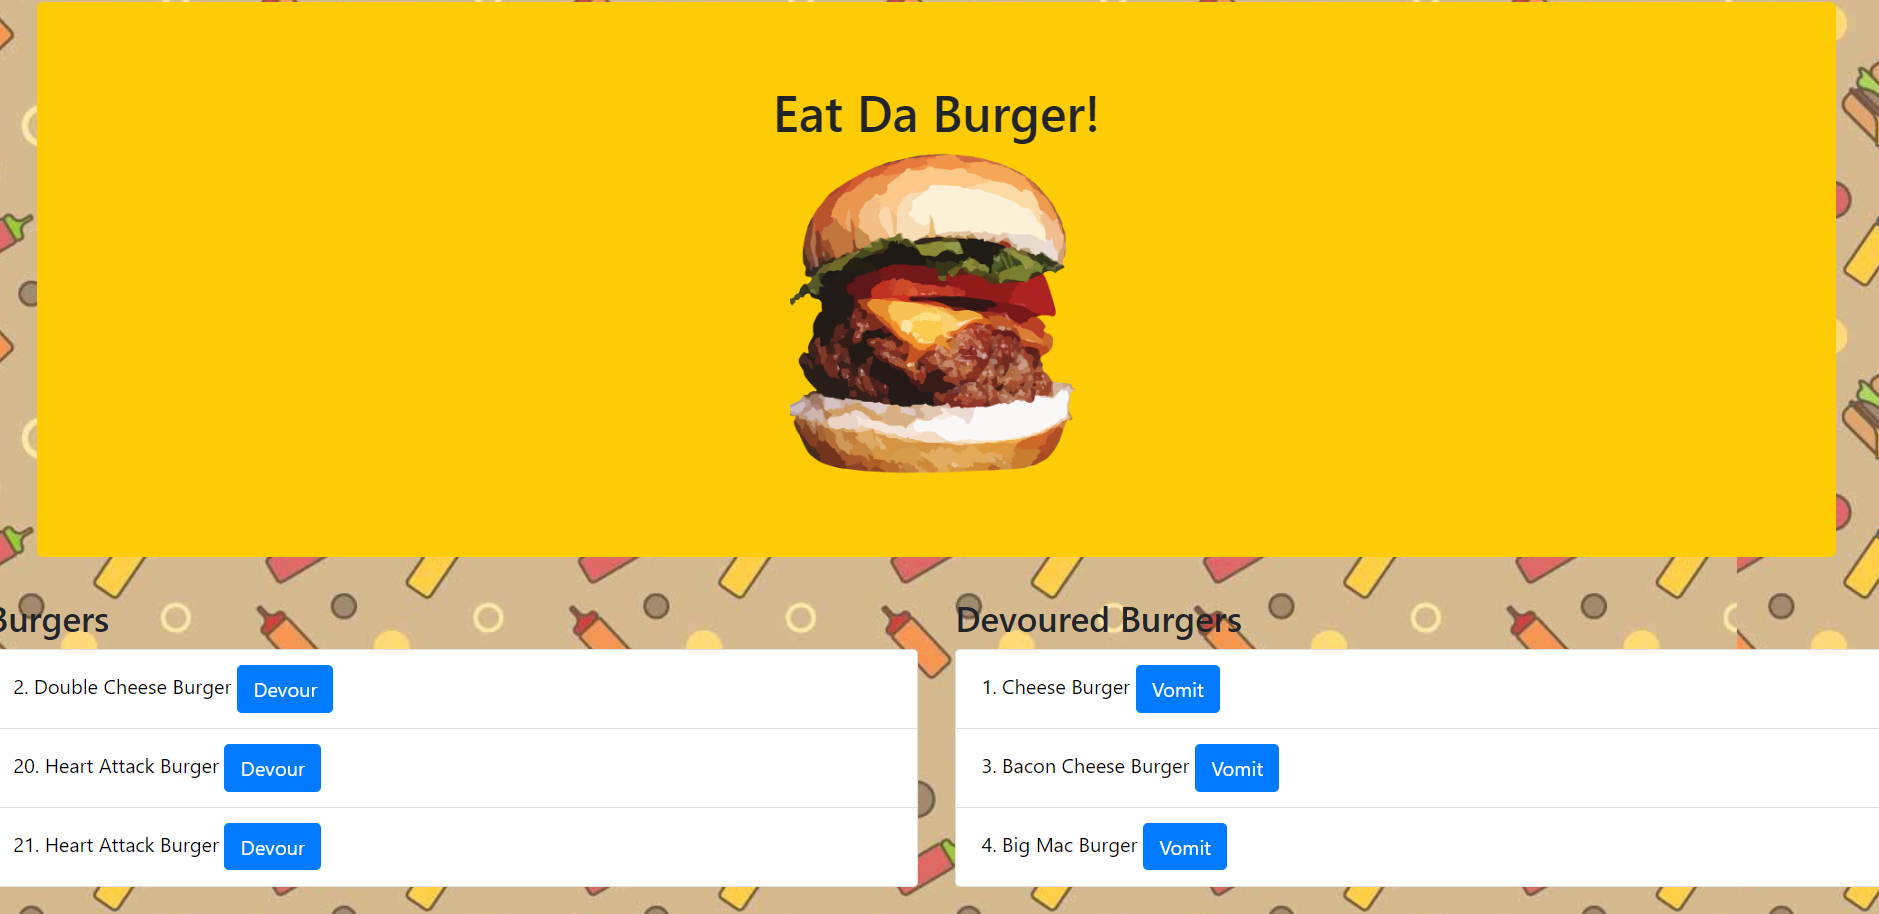 Eat Da Burger!
Burgers
2. Double Cheese Burger Devour
20. Heart Attack Burger Devour
21. Heart Attack Burger Devour
Devoured Burgers
1. Cheese Burger Vomit
3. Bacon Cheese Burger Vomit
4. Big Mac Burger Vomit